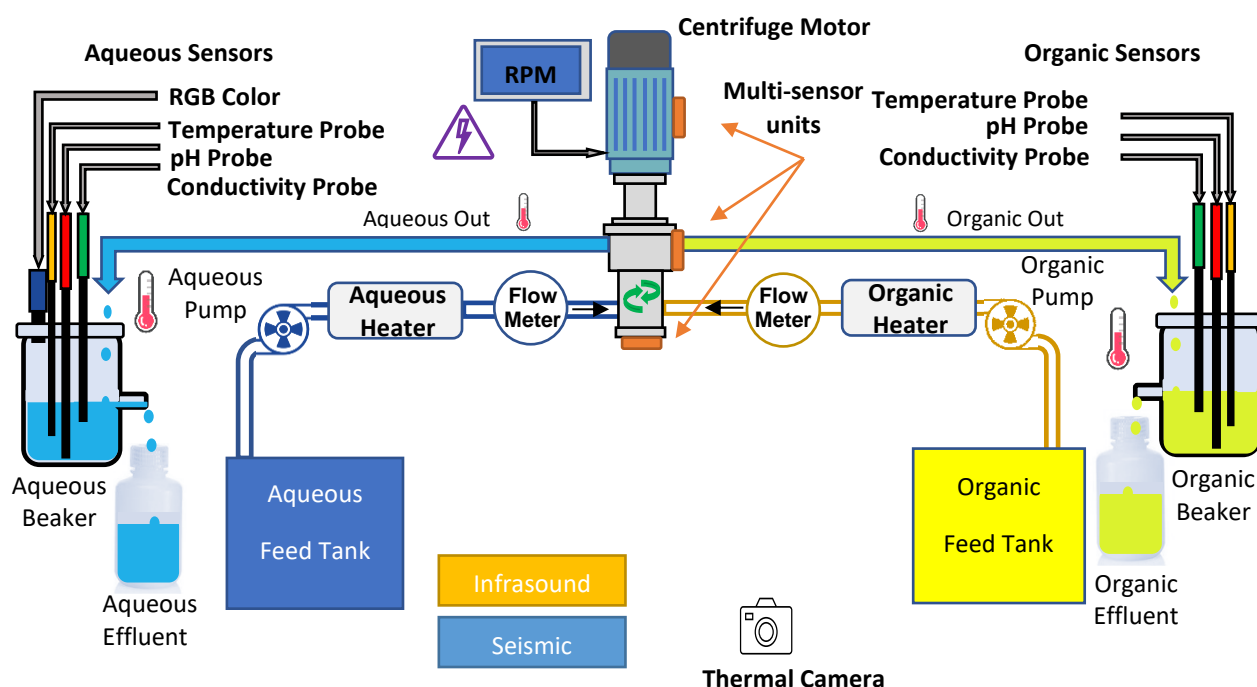 Centrifuge Motor
Aqueous Sensors
Organic Sensors
RPM
RGB Color
Temperature Probe
pH Probe
Conductivity Probe
Multi-sensor
units
Temperature Probe
pH Probe
Conductivity Probe
Aqueous Out
Organic Out
Aqueous
Pump
Organic
Pump
Aqueous
Heater
Flow
Meter
Flow
Meter
Organic
Heater
Aqueous
Beaker
Aqueous
Feed Tank
Organic
Feed Tank
Organic
Beaker
Aqueous
Effluent
Infrasound
Seismic
Organic
Effluent
Thermal Camera